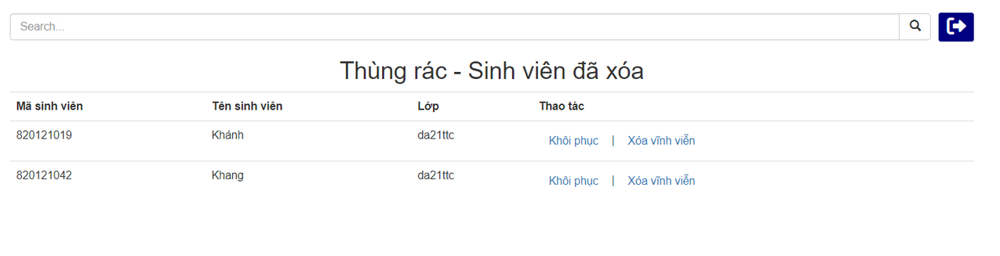 Search...
Thùng rác - Sinh viên đã xóa
Mã sinh viên Tên sinh viên Lớp Thao tác
820121019 Khánh da21ttc Khôi phục | Xóa vĩnh viễn
820121042 Khang da21ttc Khôi phục | Xóa vĩnh viễn